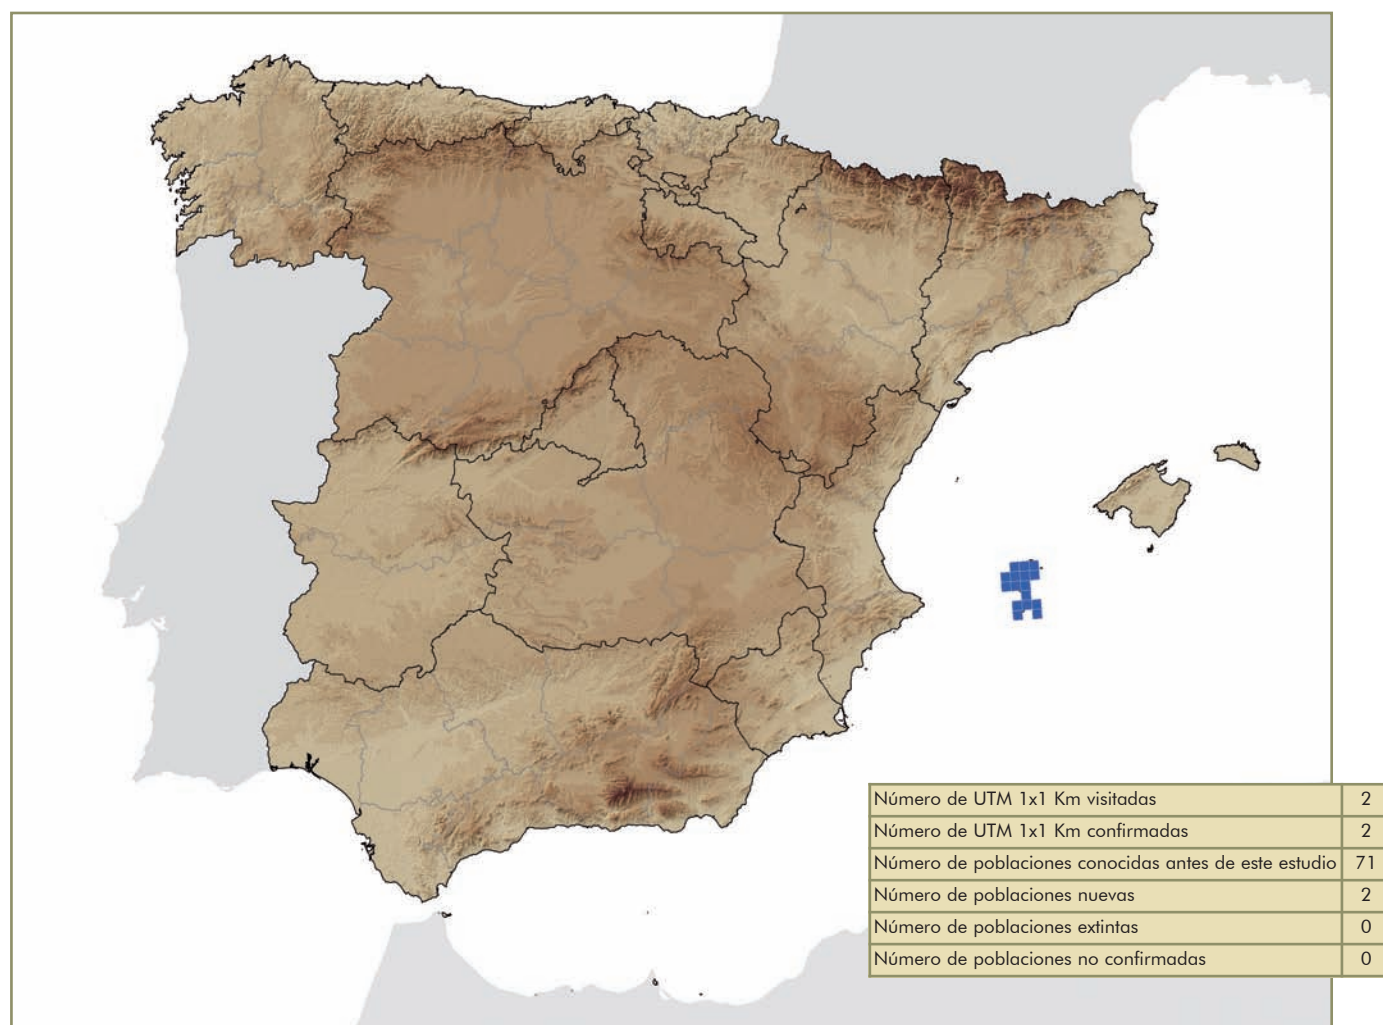 Número de UTM 1x1 Km visitadas 2
Número de UTM 1x1 Km confirmadas 2
Número de poblaciones conocidas antes de este estudio 71
Número de poblaciones nuevas 2
Número de poblaciones extintas 0
Número de poblaciones no confirmadas 0